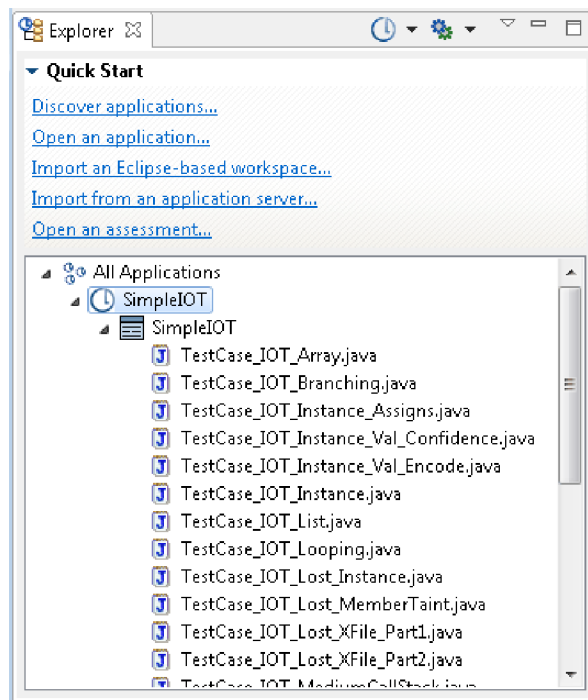 Explorer
Quick Start
Discover applications...
Open an application...
Import an Eclipse-based workspace...
Import from an application server...
Open an assessment...
All Applications
SimpleIOT
SimpleIOT
TestCase_IOT_Array.java
TestCase_IOT_Branching.java
TestCase_IOT_Instance_Assigns.java
TestCase_IOT_Instance_Val_Confidence.java
TestCase_IOT_Instance_Val_Encode.java
TestCase_IOT_Instance.java
TestCase_IOT_List.java
TestCase_IOT_Looping.java
TestCase_IOT_Lost_Instance.java
TestCase_IOT_Lost_MemberTaint.java
TestCase_IOT_Lost_XFile_Part1.java
TestCase_IOT_Lost_XFile_Part2.java
TestCase_IOT_MediumCallStack.java